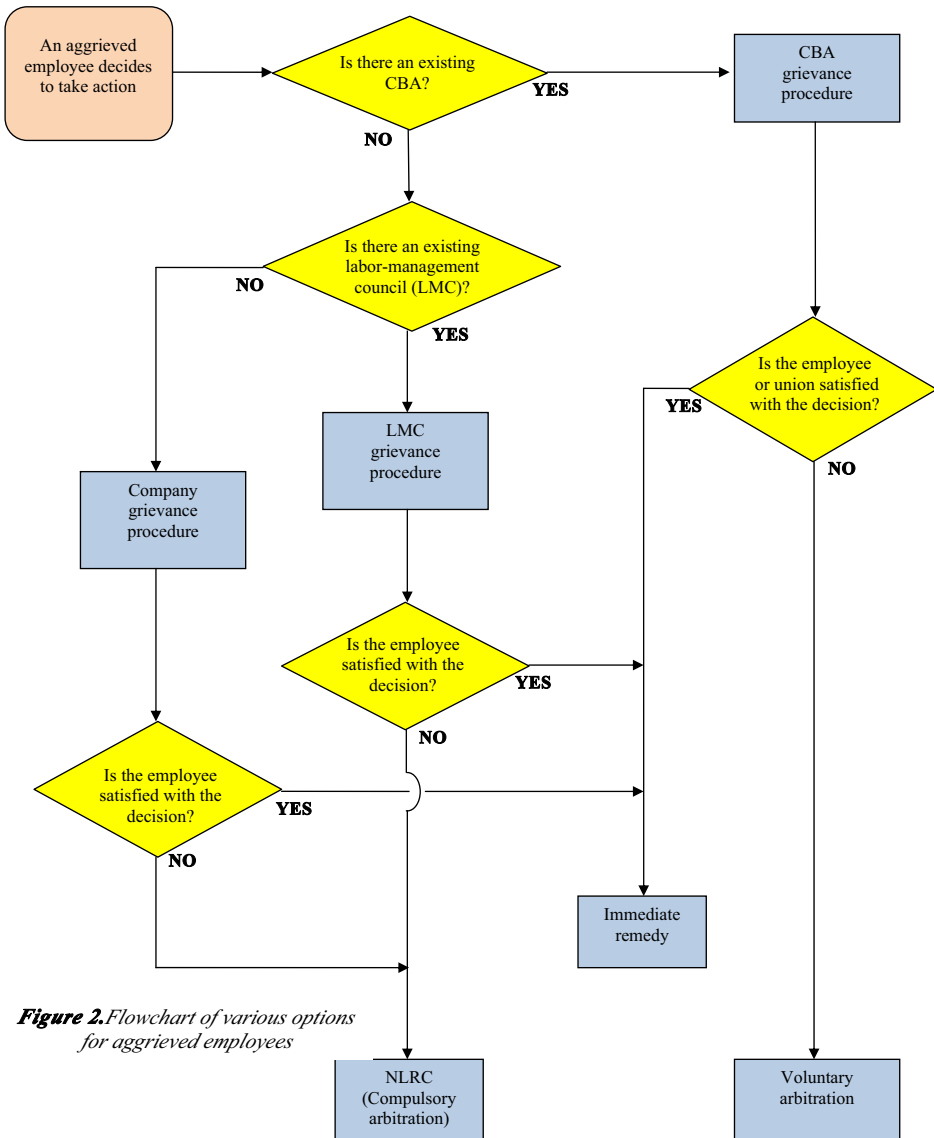 An aggrieved
employee decides
to take action
Is there an existing
CBA?
YES
NO
CBA
grievance
procedure
Is there an existing
labor-management
council (LMC)?
NO
YES
Is the employee
or union satisfied
with the decision?
YES
NO
LMC
grievance
procedure
Company
grievance
procedure
Is the employee
satisfied with the
decision?
YES
NO
Is the employee
satisfied with the
decision?
YES
NO
Immediate
remedy
Figure 2.Flowchart of various options
for aggrieved employees
NLRC
(Compulsory
arbitration)
Voluntary
arbitration